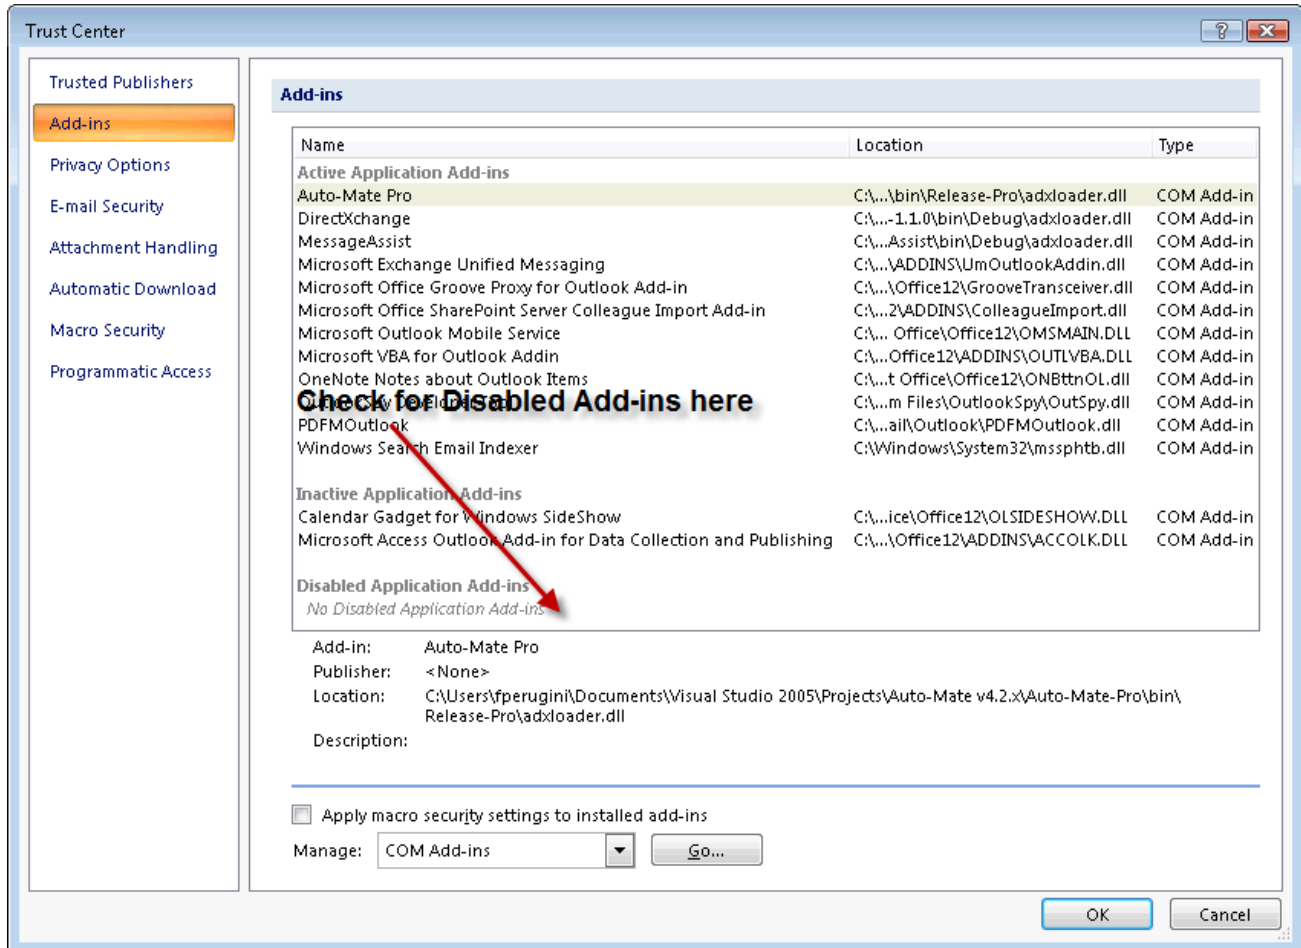 Trust Center
Trusted Publishers
Add-ins
Privacy Options
E-mail Security
Attachment Handling
Automatic Download
Macro Security
Programmatic Access
Add-ins
Name Location Type
Active Application Add-ins
Auto-Mate Pro C:\...\bin\Release-Pro\adxloader.dll COM Add-in
DirectXchange C:\...-1.1.0\bin\Debug\adxloader.dll COM Add-in
MessageAssist C:\...Assist\bin\Debug\adxloader.dll COM Add-in
Microsoft Exchange Unified Messaging C:\...\ADDINS\UmOutlookAddin.dll COM Add-in
Microsoft Office Groove Proxy for Outlook Add-in C:\...\Office12\GrooveTransceiver.dll COM Add-in
Microsoft Office SharePoint Server Colleague Import Add-in C:\...2\ADDINS\ColleagueImport.dll COM Add-in
Microsoft Outlook Mobile Service C:\... Office\Office12\OMSMAIN.DLL COM Add-in
Microsoft VBA for Outlook Addin C:\...Office12\ADDINS\OUTLVBA.DLL COM Add-in
OneNote Notes about Outlook Items C:\...t Office\Office12\ONBttnOL.dll COM Add-in
Check for Disabled Add-ins here
C:\...m Files\OutlookSpy\OutSpy.dll COM Add-in
PDFMOutlook C:\...ail\Outlook\PDFMOutlook.dll COM Add-in
Windows Search Email Indexer C:\Windows\System32\mssphtb.dll COM Add-in
Inactive Application Add-ins
Calendar Gadget for Windows SideShow C:\...ice\Office12\OLSIDESHOW.DLL COM Add-in
Microsoft Access Outlook Add-in for Data Collection and Publishing C:\...\Office12\ADDINS\ACCOLK.DLL COM Add-in
Disabled Application Add-ins
No Disabled Application Add-ins
Add-in: Auto-Mate Pro
Publisher: <None>
Location: C:\Users\fperugini\Documents\Visual Studio 2005\Projects\Auto-Mate v4.2.x\Auto-Mate-Pro\bin\
Release-Pro\adxloader.dll
Description:
Apply macro security settings to installed add-ins
Manage: COM Add-ins Go...
OK Cancel